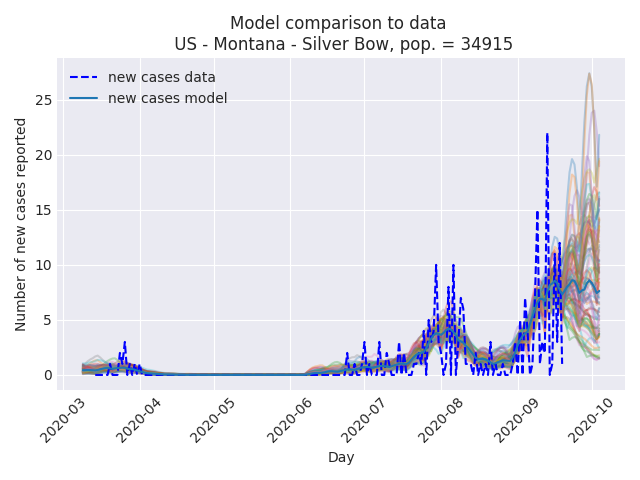 Model comparison to data
US - Montana - Silver Bow, pop. = 34915
new cases data
new cases model
Number of new cases reported
25
20
15
10
5
0
2020-03
2020-04
2020-05
2020-06
2020-07
2020-08
2020-09
2020-10
Day